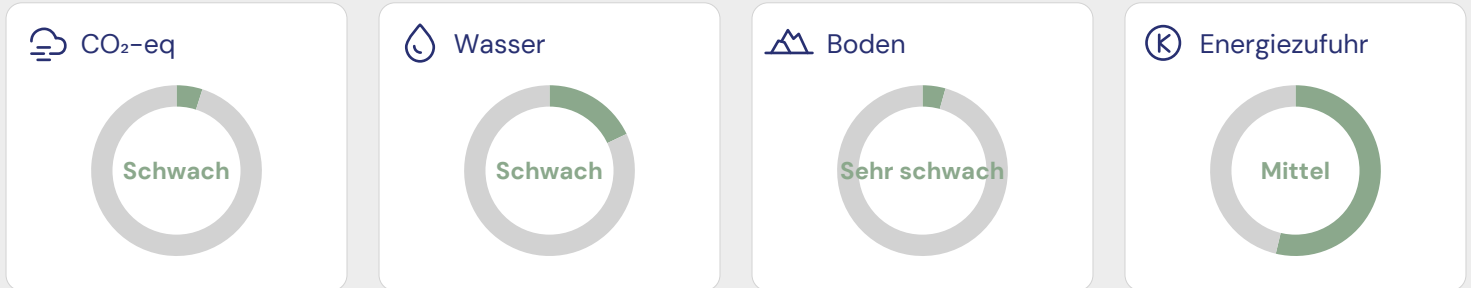 CO₂-eq
Schwach
Wasser
Schwach
Boden
Sehr schwach
Energiezufuhr
Mittel